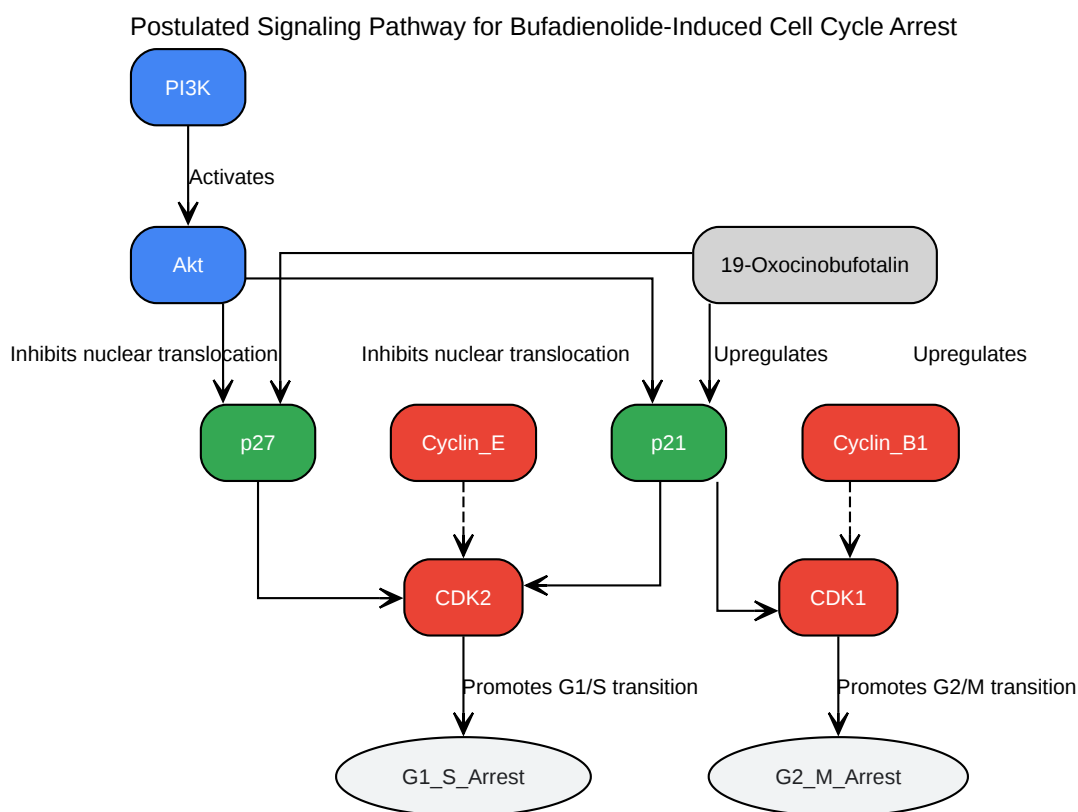 Postulated Signaling Pathway for Bufadienolide-Induced Cell Cycle Arrest
PI3K
Activates
Akt
19-Oxocinobufotalin
Inhibits nuclear translocation
Inhibits nuclear translocation
Upregulates
Upregulates
p27
Cyclin_E
p21
Cyclin_B1
CDK2
CDK1
Promotes G1/S transition
Promotes G2/M transition
G1_S_Arrest
G2_M_Arrest